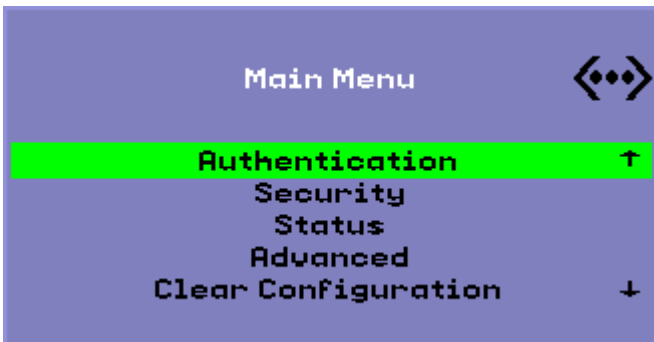 Main Menu
Authentication
Security
Status
Advanced
Clear Configuration